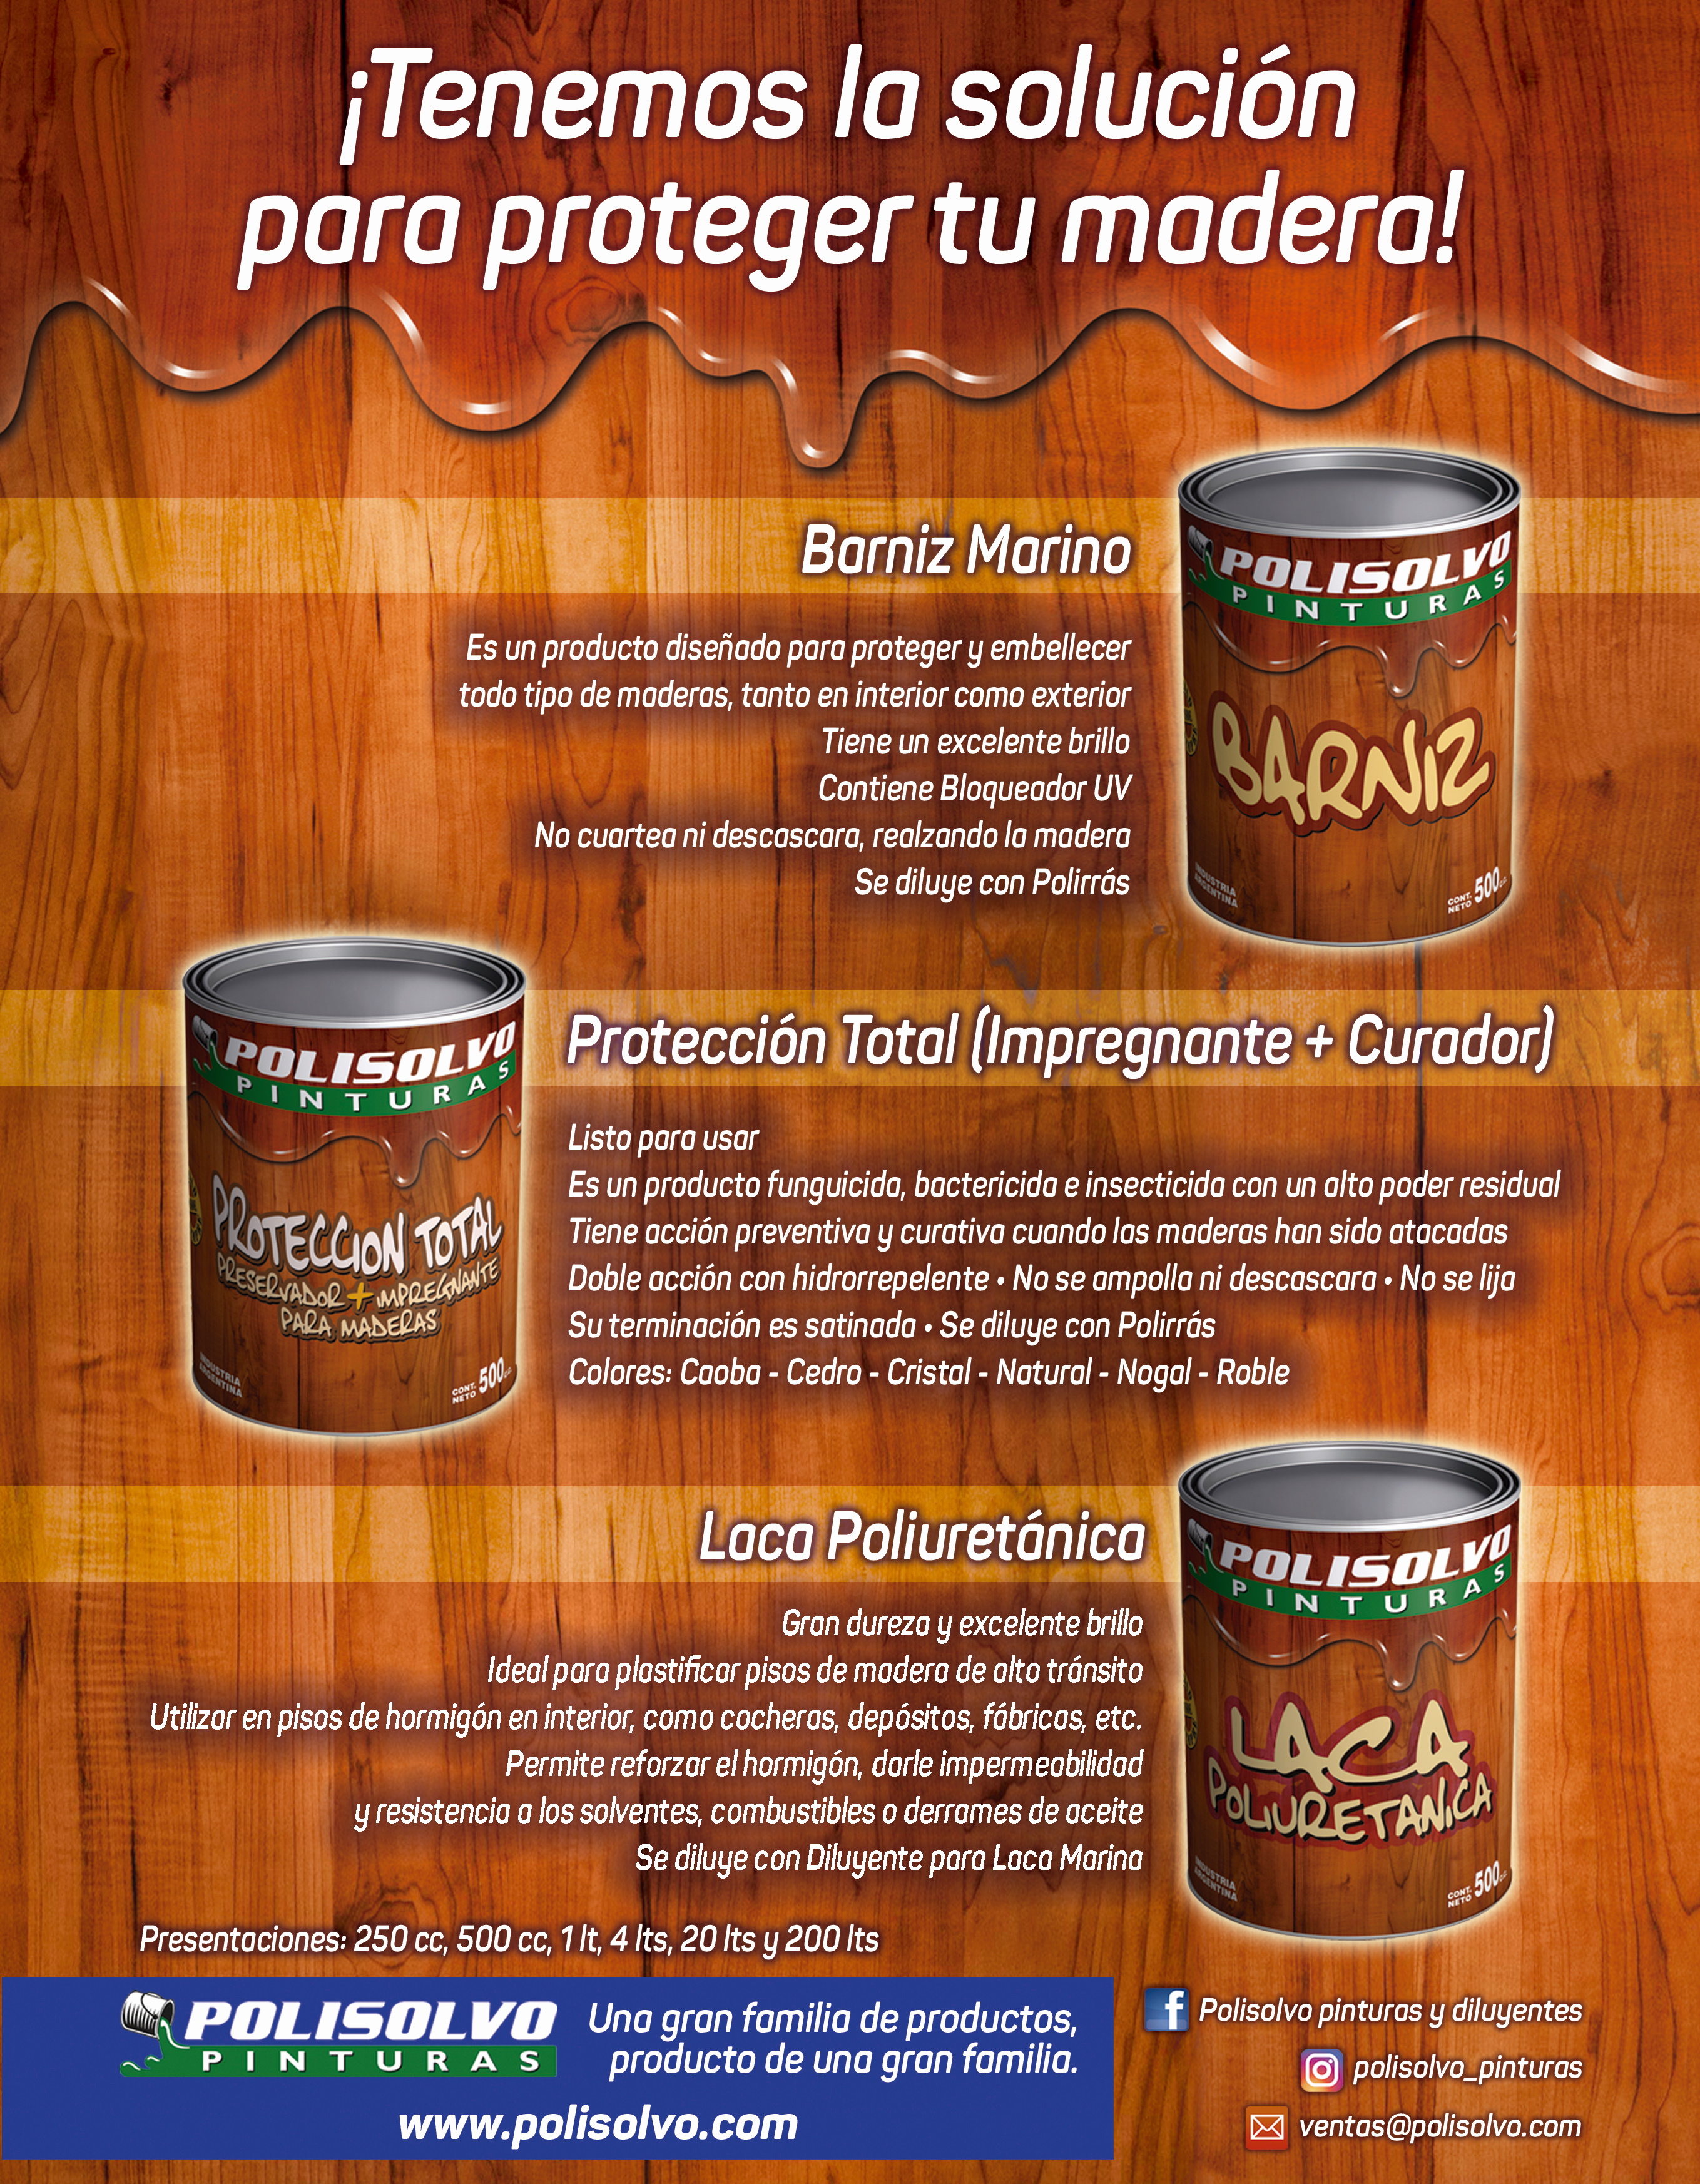 ¡Tenemos la solución
para proteger tu madera!
Barniz Marino
Es un producto diseñado para proteger y embellecer
todo tipo de maderas, tanto en interior como exterior
Tiene un excelente brillo
Contiene Bloqueador UV
No cuartea ni descascara, realzando la madera
Se diluye con Polirrás
POLISOLVO
PINTURAS
BARNIZ
INDUSTRIA
ARGENTINA
CONT.
NETO 500 c.c.
POLISOLVO
PINTURAS
PROTECCION TOTAL
PRESERVADOR + IMPREGNANTE
PARA MADERAS
INDUSTRIA
ARGENTINA
CONT.
NETO 500 c.c.
Protección Total (Impregnante + Curador)
Listo para usar
Es un producto funguicida, bactericida e insecticida con un alto poder residual
Tiene acción preventiva y curativa cuando las maderas han sido atacadas
Doble acción con hidrorrepelente • No se ampolla ni descascara • No se lija
Su terminación es satinada • Se diluye con Polirrás
Colores: Caoba - Cedro - Cristal - Natural - Nogal - Roble
Laca Poliuretánica
Gran dureza y excelente brillo
Ideal para plastificar pisos de madera de alto tránsito
Utilizar en pisos de hormigón en interior, como cocheras, depósitos, fábricas, etc.
Permite reforzar el hormigón, darle impermeabilidad
y resistencia a los solventes, combustibles o derrames de aceite
Se diluye con Diluyente para Laca Marina
POLISOLVO
PINTURAS
LACA
POLIURETANICA
INDUSTRIA
ARGENTINA
CONT.
NETO 500 c.c.
Presentaciones: 250 cc, 500 cc, 1 lt, 4 lts, 20 lts y 200 lts
POLISOLVO
PINTURAS
Una gran familia de productos,
producto de una gran familia.
www.polisolvo.com
Polisolvo pinturas y diluyentes
polisolvo_pinturas
ventas@polisolvo.com